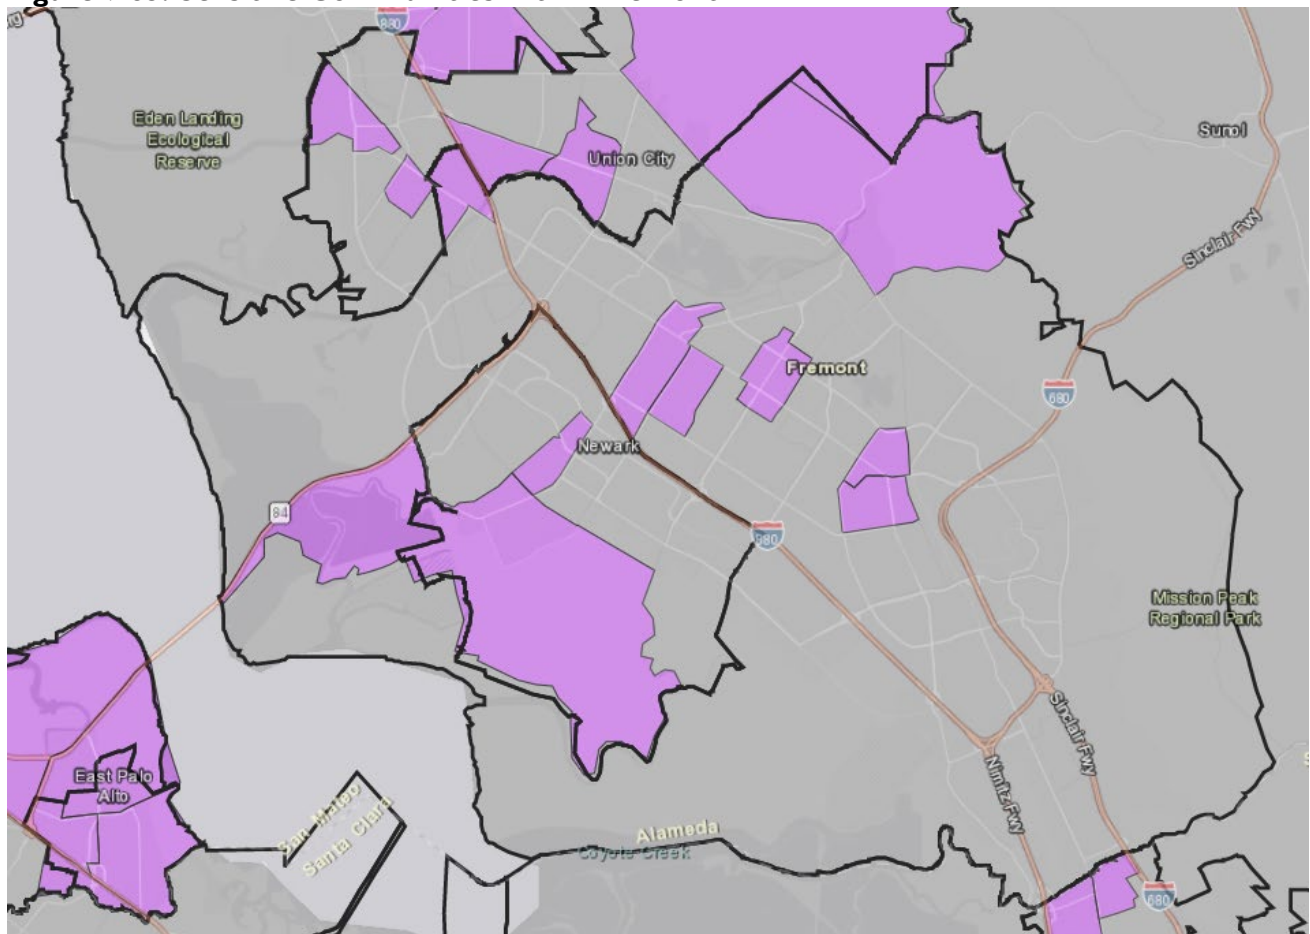 880
Eden Landing
Ecological
Reserve
Union City
Sunol
Sinclair Fwy
Fremont
680
Newark
84
880
Mission Peak
Regional Park
Sinclair Fwy
Nimitz Fwy
East Palo
Alto
San Mateo
Santa Clara
Alameda
Coyote Creek
680